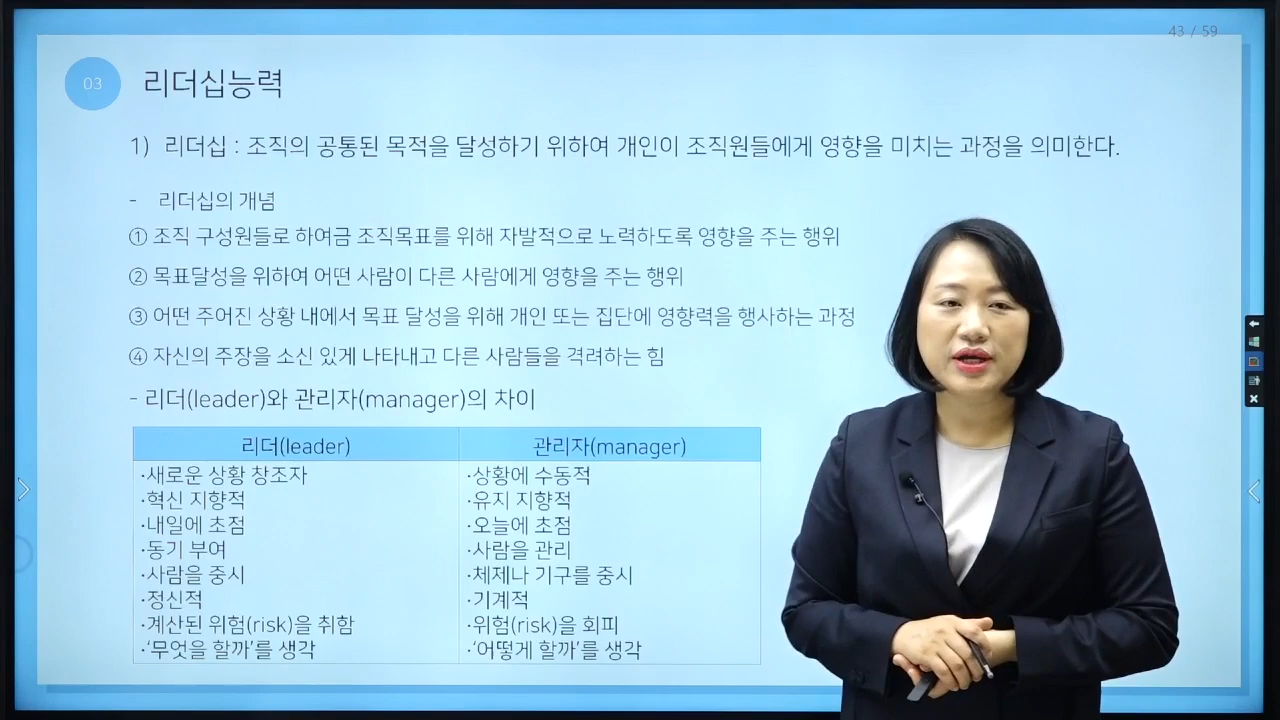 43 / 59
03 리더십능력
1) 리더십 : 조직의 공통된 목적을 달성하기 위하여 개인이 조직원들에게 영향을 미치는 과정을 의미한다.
- 리더십의 개념
① 조직 구성원들로 하여금 조직목표를 위해 자발적으로 노력하도록 영향을 주는 행위
② 목표달성을 위하여 어떤 사람이 다른 사람에게 영향을 주는 행위
③ 어떤 주어진 상황 내에서 목표 달성을 위해 개인 또는 집단에 영향력을 행사하는 과정
④ 자신의 주장을 소신 있게 나타내고 다른 사람들을 격려하는 힘
- 리더(leader)와 관리자(manager)의 차이
리더(leader) 관리자(manager)
·새로운 상황 창조자 ·상황에 수동적
·혁신 지향적 ·유지 지향적
·내일에 초점 ·오늘에 초점
·동기 부여 ·사람을 관리
·사람을 중시 ·체제나 기구를 중시
·정신적 ·기계적
·계산된 위험(risk)을 취함 ·위험(risk)을 회피
·‘무엇을 할까’를 생각 ·‘어떻게 할까’를 생각